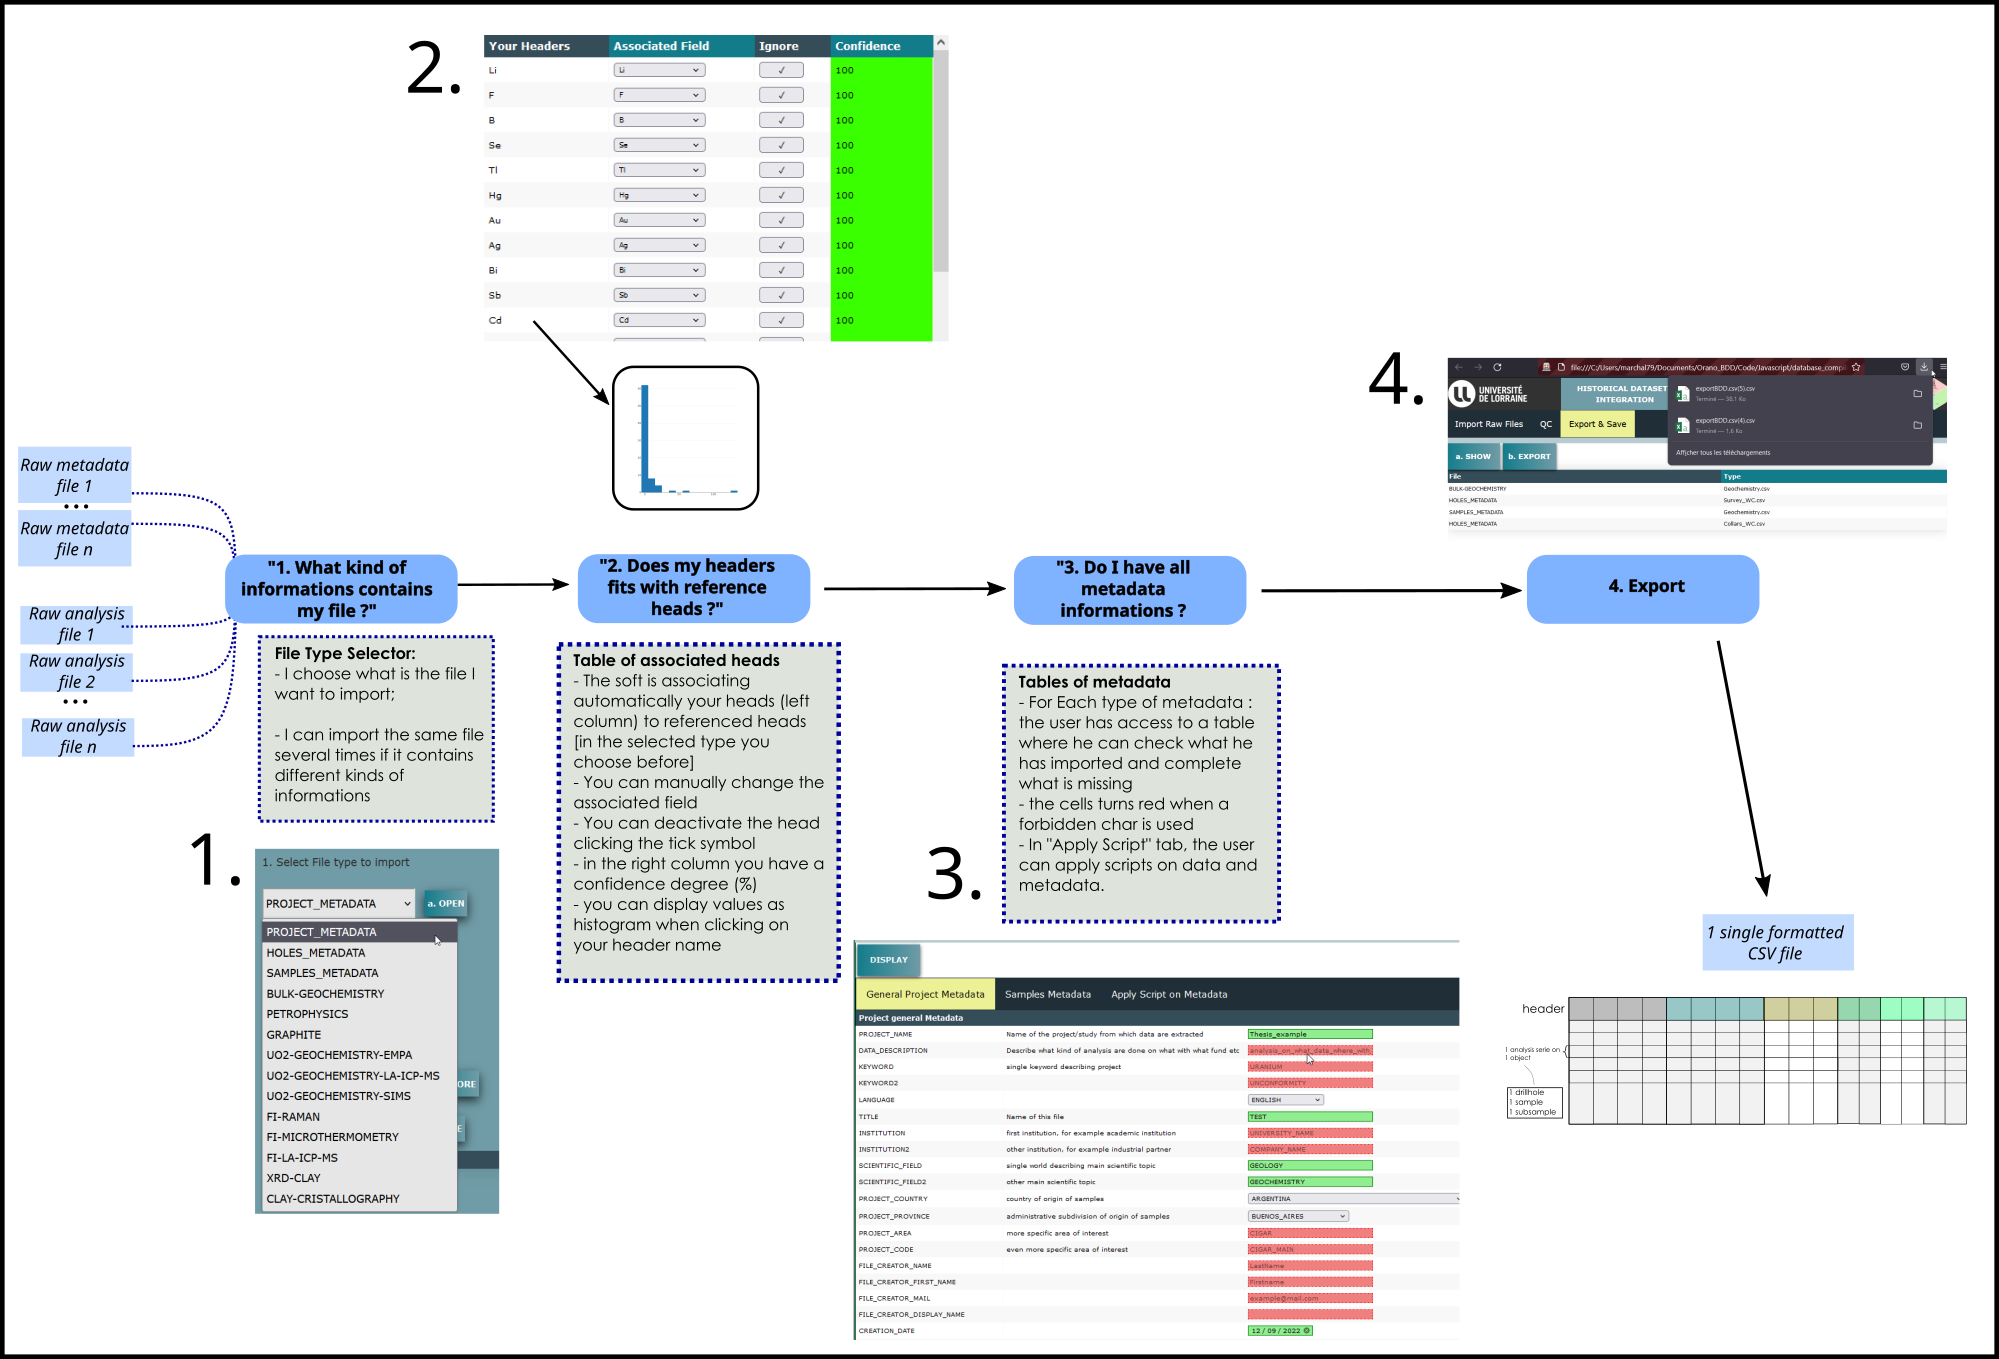 2.
Your Headers Associated Field Ignore Confidence
Li Li ✓ 100
F F ✓ 100
B B ✓ 100
Se Se ✓ 100
Tl Tl ✓ 100
Hg Hg ✓ 100
Au Au ✓ 100
Ag Ag ✓ 100
Bi Bi ✓ 100
Sb Sb ✓ 100
Cd Cd ✓ 100
4.
file:///C:/Users/marchal79/Documents/Orano_BDD/Code/Javascript/database_compi
UNIVERSITÉ
DE LORRAINE
HISTORICAL DATASET
INTEGRATION
Import Raw Files QC Export & Save
exportBDD.csv(5).csv
Terminé — 38,1 Ko
exportBDD.csv(4).csv
Terminé — 1,6 Ko
Afficher tous les téléchargements
a. SHOW b. EXPORT
File Type
BULK-GEOCHEMISTRY Geochemistry.csv
HOLES_METADATA Survey_WC.csv
SAMPLES_METADATA Geochemistry.csv
HOLES_METADATA Collars_WC.csv
Raw metadata
file 1
...
Raw metadata
file n
Raw analysis
file 1
Raw analysis
file 2
...
Raw analysis
file n
"1. What kind of
informations contains
my file ?"
"2. Does my headers
fits with reference
heads ?"
"3. Do I have all
metadata
informations ?
4. Export
File Type Selector:
- I choose what is the file I
want to import;
- I can import the same file
several times if it contains
different kinds of
informations
Table of associated heads
- The soft is associating
automatically your heads (left
column) to referenced heads
[in the selected type you
choose before]
- You can manually change the
associated field
- You can deactivate the head
clicking the tick symbol
- in the right column you have a
confidence degree (%)
- you can display values as
histogram when clicking on
your header name
Tables of metadata
- For Each type of metadata :
the user has access to a table
where he can check what he
has imported and complete
what is missing
- the cells turns red when a
forbidden char is used
- In "Apply Script" tab, the user
can apply scripts on data and
metadata.
1.
1. Select File type to import
PROJECT_METADATA a. OPEN
PROJECT_METADATA
HOLES_METADATA
SAMPLES_METADATA
BULK-GEOCHEMISTRY
PETROPHYSICS
GRAPHITE
UO2-GEOCHEMISTRY-EMPA
UO2-GEOCHEMISTRY-LA-ICP-MS
ORE
UO2-GEOCHEMISTRY-SIMS
FI-RAMAN
E
FI-MICROTHERMOMETRY
FI-LA-ICP-MS
XRD-CLAY
CLAY-CRISTALLOGRAPHY
3.
DISPLAY
General Project Metadata Samples Metadata Apply Script on Metadata
Project general Metadata
PROJECT_NAME Name of the project/study from which data are extracted Thesis_example
DATA_DESCRIPTION Describe what kind of analysis are done on what with what fund etc analysis_on_what_data_where_with
KEYWORD single keyword describing project URANIUM
KEYWORD2 UNCONFORMITY
LANGUAGE ENGLISH
TITLE Name of this file TEST
INSTITUTION first institution, for example academic institution UNIVERSITY_NAME
INSTITUTION2 other institution, for example industrial partner COMPANY_NAME
SCIENTIFIC_FIELD single world describing main scientific topic GEOLOGY
SCIENTIFIC_FIELD2 other main scientific topic GEOCHEMISTRY
PROJECT_COUNTRY country of origin of samples ARGENTINA
PROJECT_PROVINCE administrative subdivision of origin of samples BUENOS_AIRES
PROJECT_AREA more specific area of interest CIGAR
PROJECT_CODE even more specific area of interest CIGAR_MAIN
FILE_CREATOR_NAME LastName
FILE_CREATOR_FIRST_NAME Firstname
FILE_CREATOR_MAIL example@mail.com
FILE_CREATOR_DISPLAY_NAME
CREATION_DATE 12 / 09 / 2022
1 single formatted
CSV file
header
1 analysis serie on
1 object
1 drillhole
1 sample
1 subsample